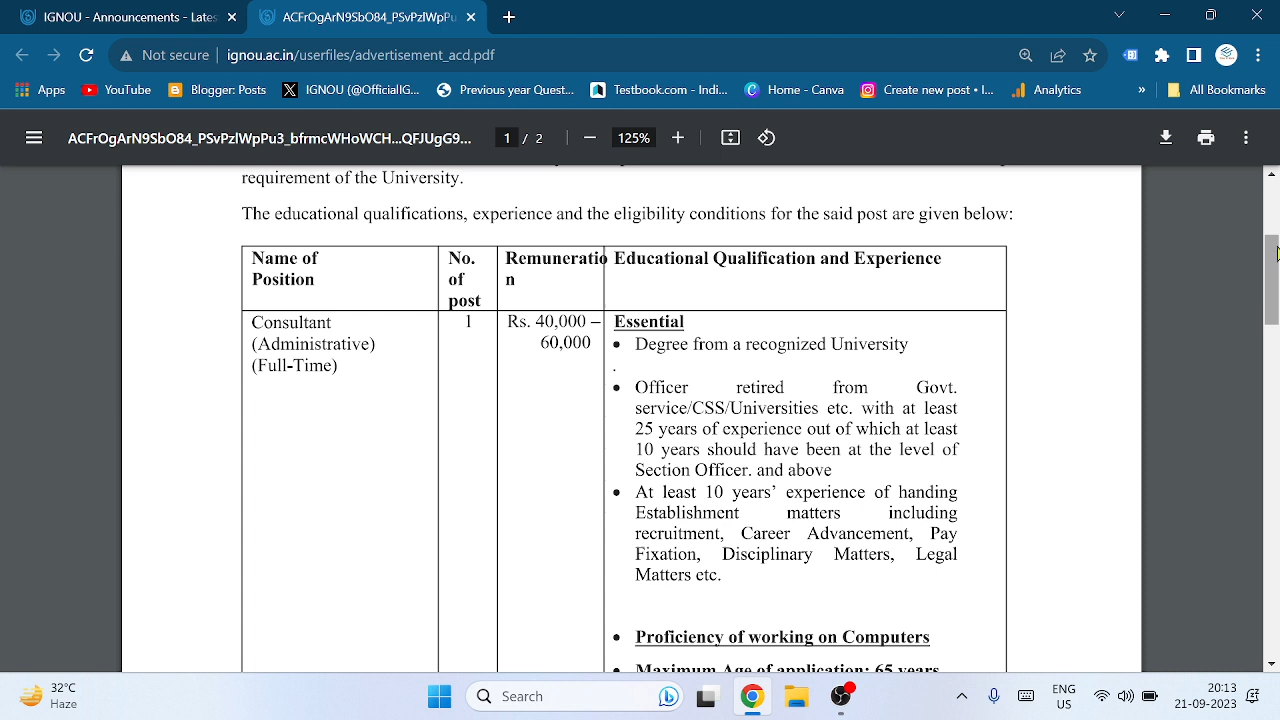 IGNOU - Announcements - Lates
ACFrOgArN9SbO84_PSvPzlWpPu
Not secure
ignou.ac.in/userfiles/advertisement_acd.pdf
Apps
YouTube
Blogger: Posts
IGNOU (@OfficialIG...
Previous year Quest...
Testbook.com - Indi...
Home - Canva
Create new post • I...
Analytics
»
All Bookmarks
ACFrOgArN9SbO84_PSvPzlWpPu3_bfrmcWHoWCH...QFJUgG9...
1 / 2
125%
requirement of the University.
The educational qualifications, experience and the eligibility conditions for the said post are given below:
Name of
Position
No.
of
post
Remuneratio
n
Educational Qualification and Experience
Consultant
(Administrative)
(Full-Time)
1
Rs. 40,000 –
60,000
Essential
• Degree from a recognized University
.
• Officer retired from Govt.
service/CSS/Universities etc. with at least
25 years of experience out of which at least
10 years should have been at the level of
Section Officer. and above
• At least 10 years’ experience of handing
Establishment matters including
recruitment, Career Advancement, Pay
Fixation, Disciplinary Matters, Legal
Matters etc.
• Proficiency of working on Computers
• Maximum Age of application: 65 years
32°C
Haze
Search
ENG
US
20:13
21-09-2023